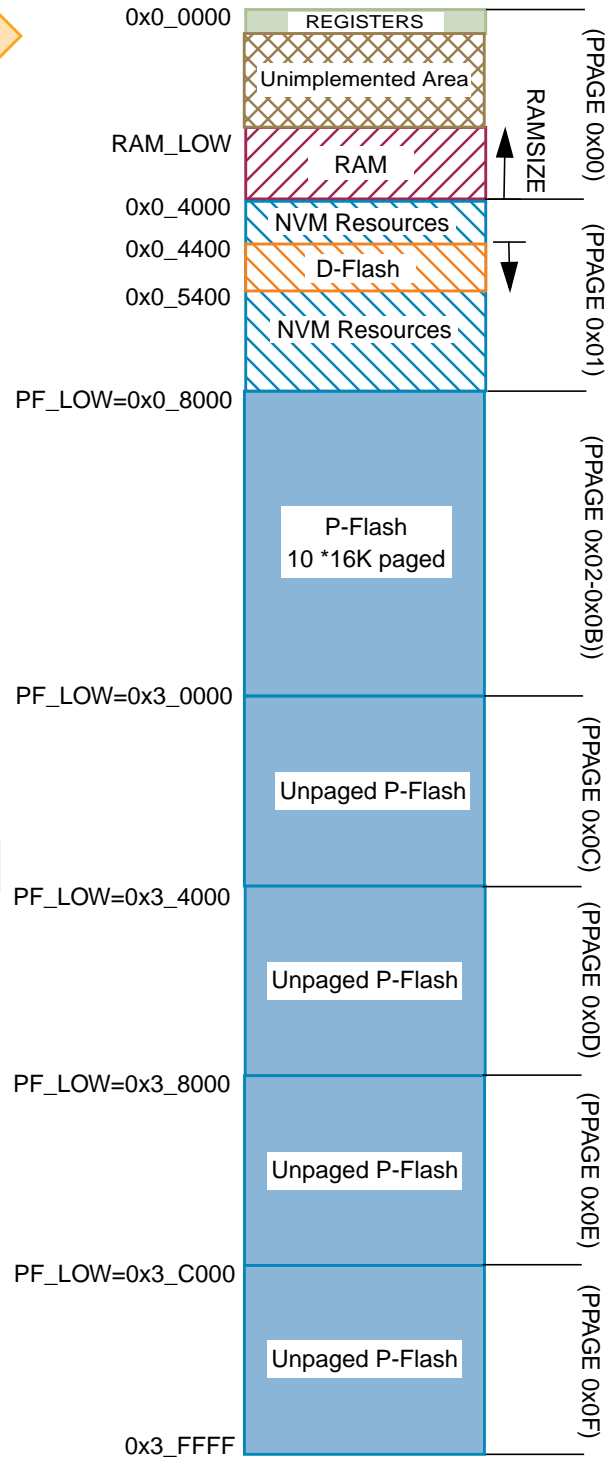 0x0_0000
REGISTERS
Unimplemented Area
(PPAGE 0x00)
RAM_LOW
RAM
RAMSIZE
0x0_4000
NVM Resources
0x0_4400
D-Flash
(PPAGE 0x01)
0x0_5400
NVM Resources
PF_LOW=0x0_8000
P-Flash
10 *16K paged
(PPAGE 0x02-0x0B))
PF_LOW=0x3_0000
Unpaged P-Flash
(PPAGE 0x0C)
PF_LOW=0x3_4000
Unpaged P-Flash
(PPAGE 0x0D)
PF_LOW=0x3_8000
Unpaged P-Flash
(PPAGE 0x0E)
PF_LOW=0x3_C000
Unpaged P-Flash
(PPAGE 0x0F)
0x3_FFFF